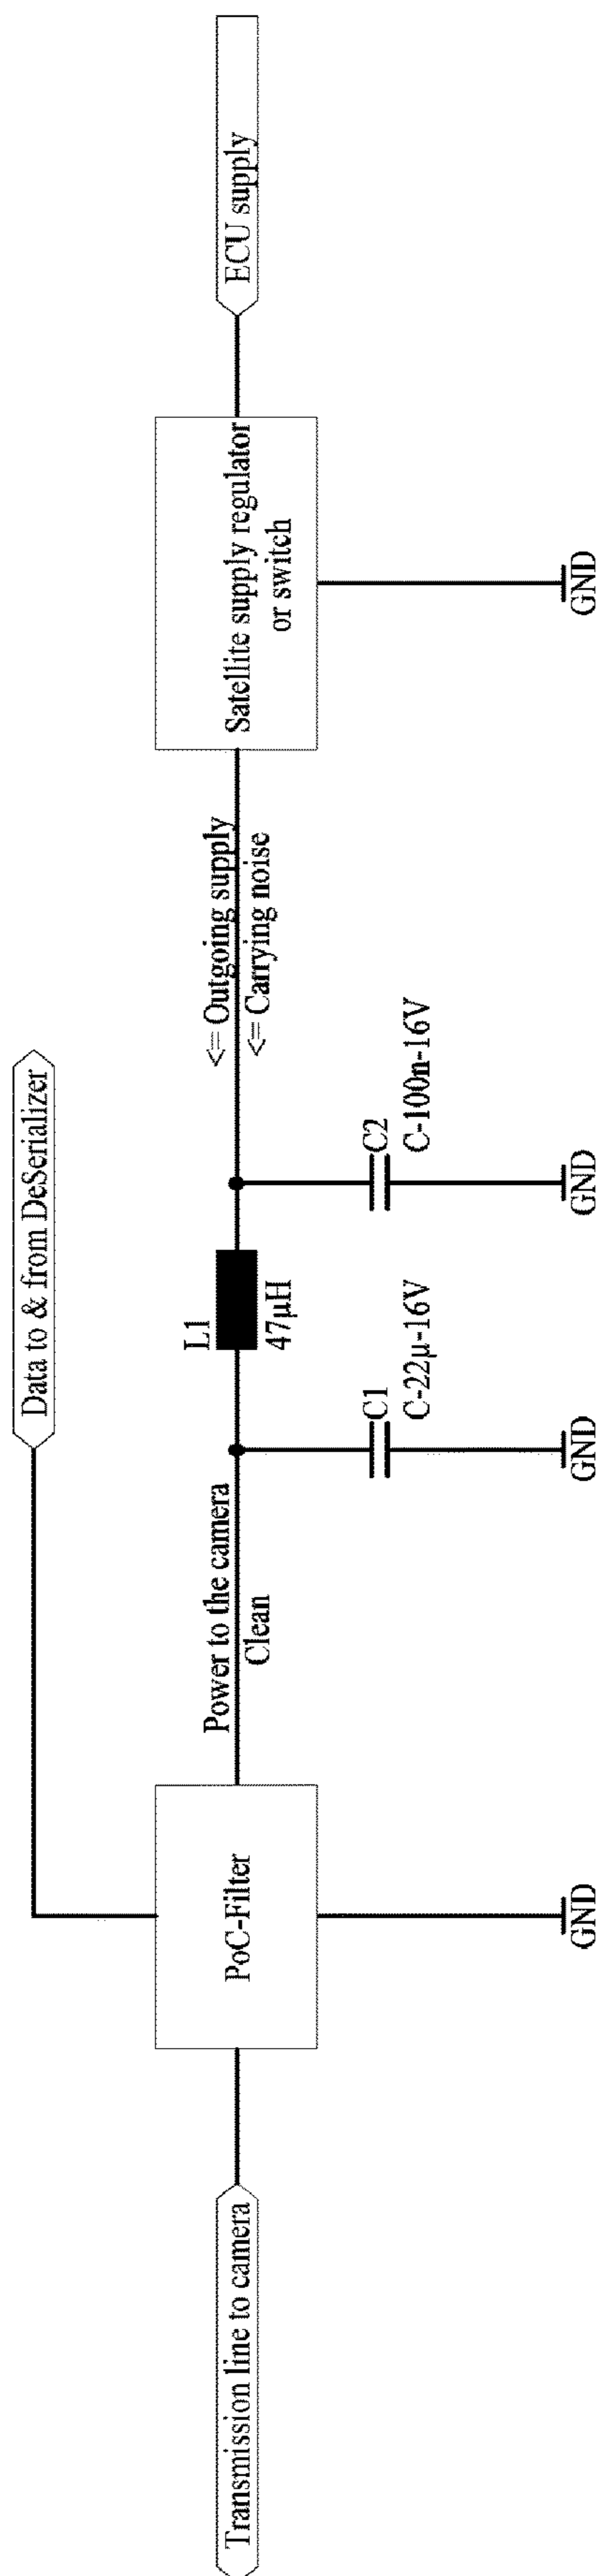 Data to & from DeSerializer
Transmission line to camera
PoC-Filter
Power to the camera
Clean
L1
47µH
<= Outgoing supply
<= Carrying noise
Satellite supply regulator
or switch
ECU supply
C1
C-22µ-16V
C2
C-100n-16V
GND
GND
GND
GND